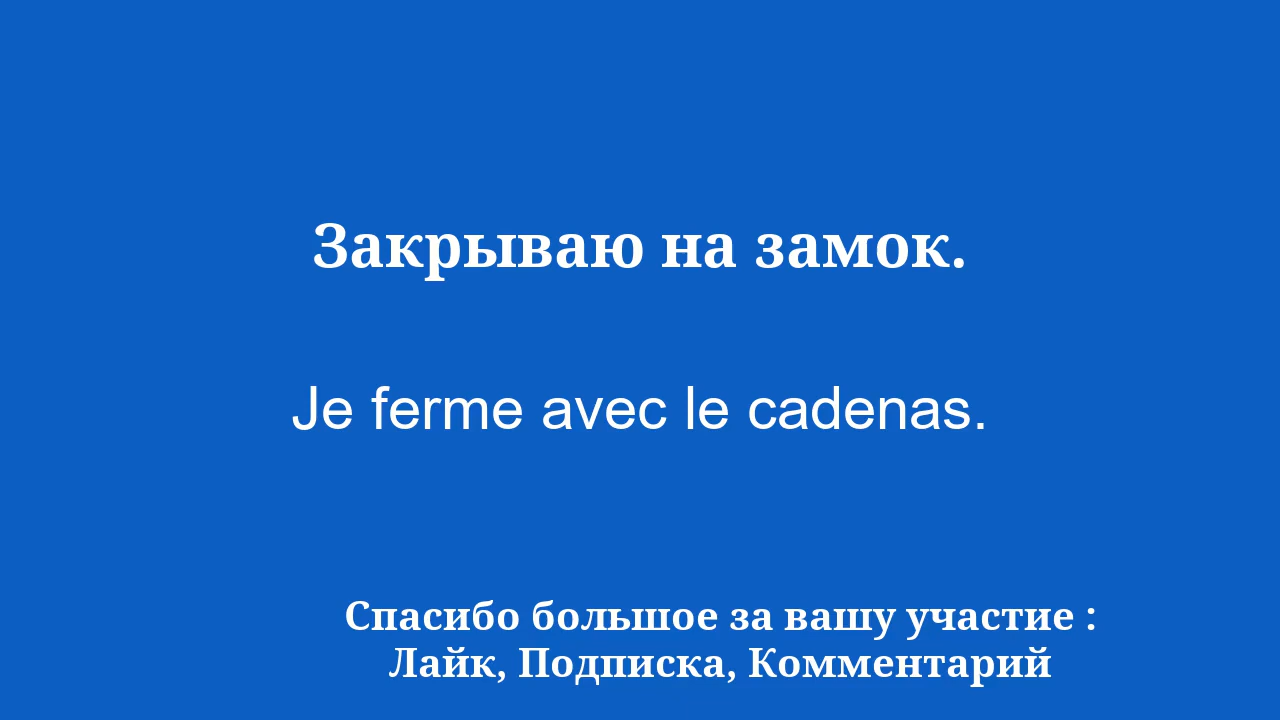 Закрываю на замок.
Je ferme avec le cadenas.
Спасибо большое за вашу участие :
Лайк, Подписка, Комментарий